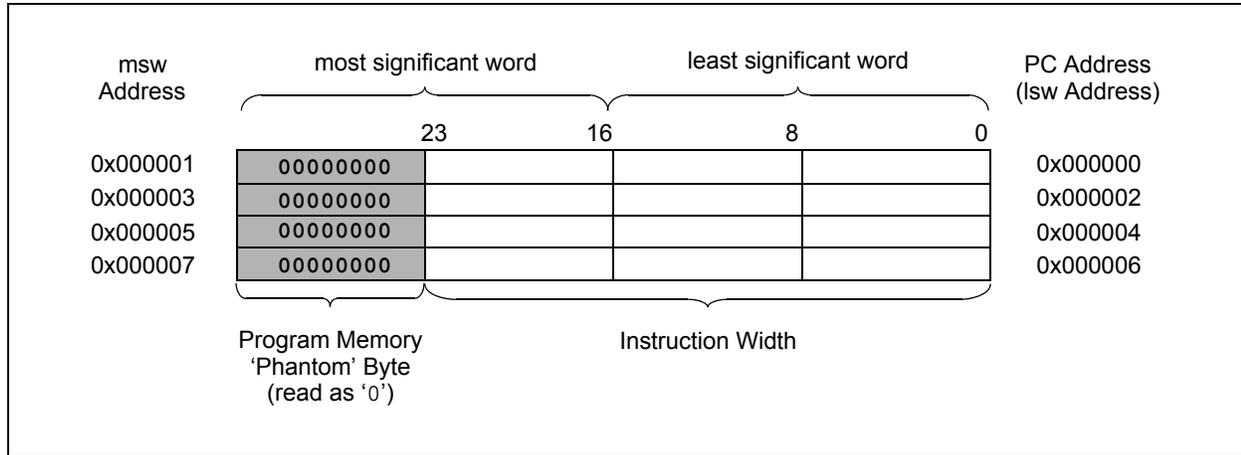 msw
Address
most significant word
least significant word
PC Address
(lsw Address)
23 16 8 0
0x000001 00000000 0x000000
0x000003 00000000 0x000002
0x000005 00000000 0x000004
0x000007 00000000 0x000006
Program Memory
‘Phantom’ Byte
(read as ‘0’)
Instruction Width